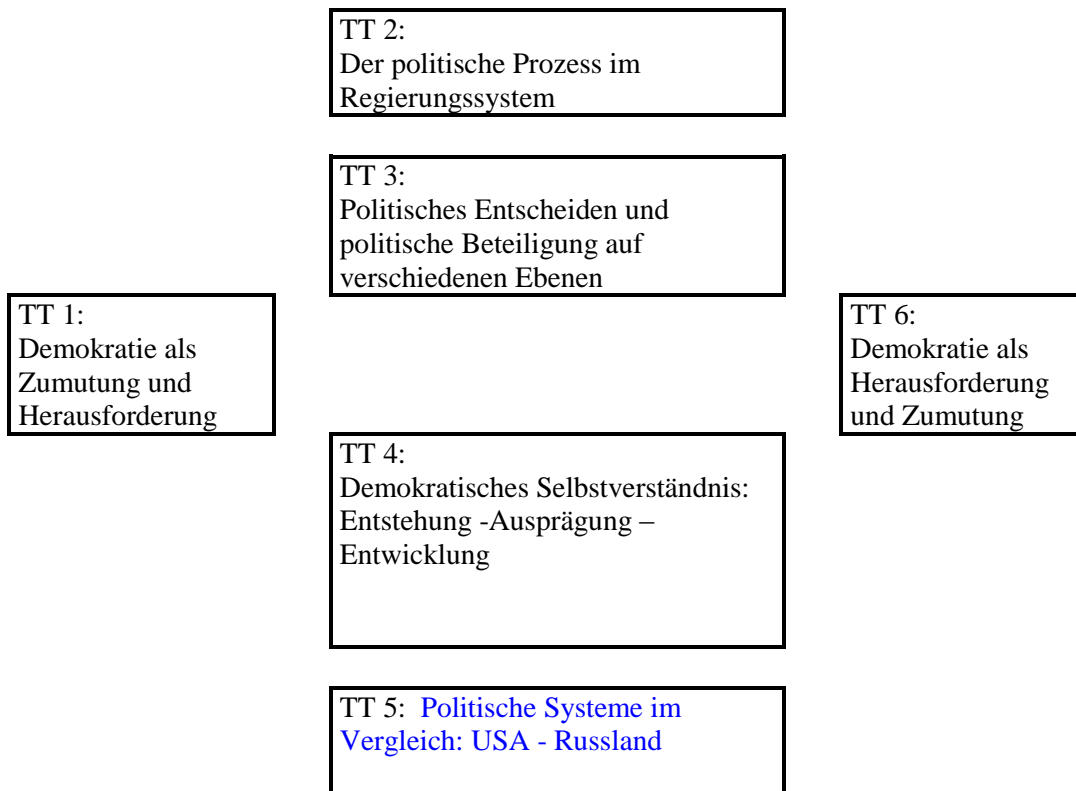 TT 2:
Der politische Prozess im
Regierungssystem
TT 3:
Politisches Entscheiden und
politische Beteiligung auf
verschiedenen Ebenen
TT 1:
Demokratie als
Zumutung und
Herausforderung
TT 6:
Demokratie als
Herausforderung
und Zumutung
TT 4:
Demokratisches Selbstverständnis:
Entstehung -Ausprägung –
Entwicklung
TT 5: Politische Systeme im
Vergleich: USA - Russland